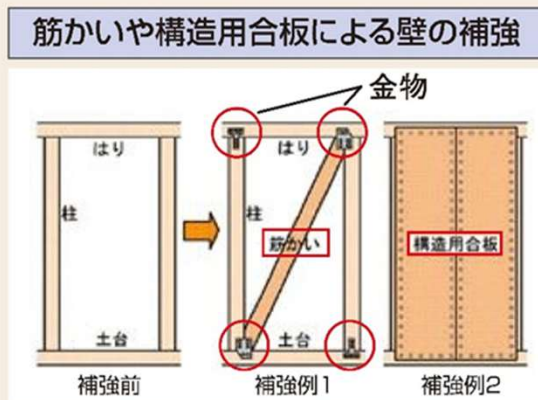 筋かいや構造用合板による壁の補強
金物
はり
柱
土台
補強前
はり
柱
筋かい
土台
補強例1
構造用合板
補強例2